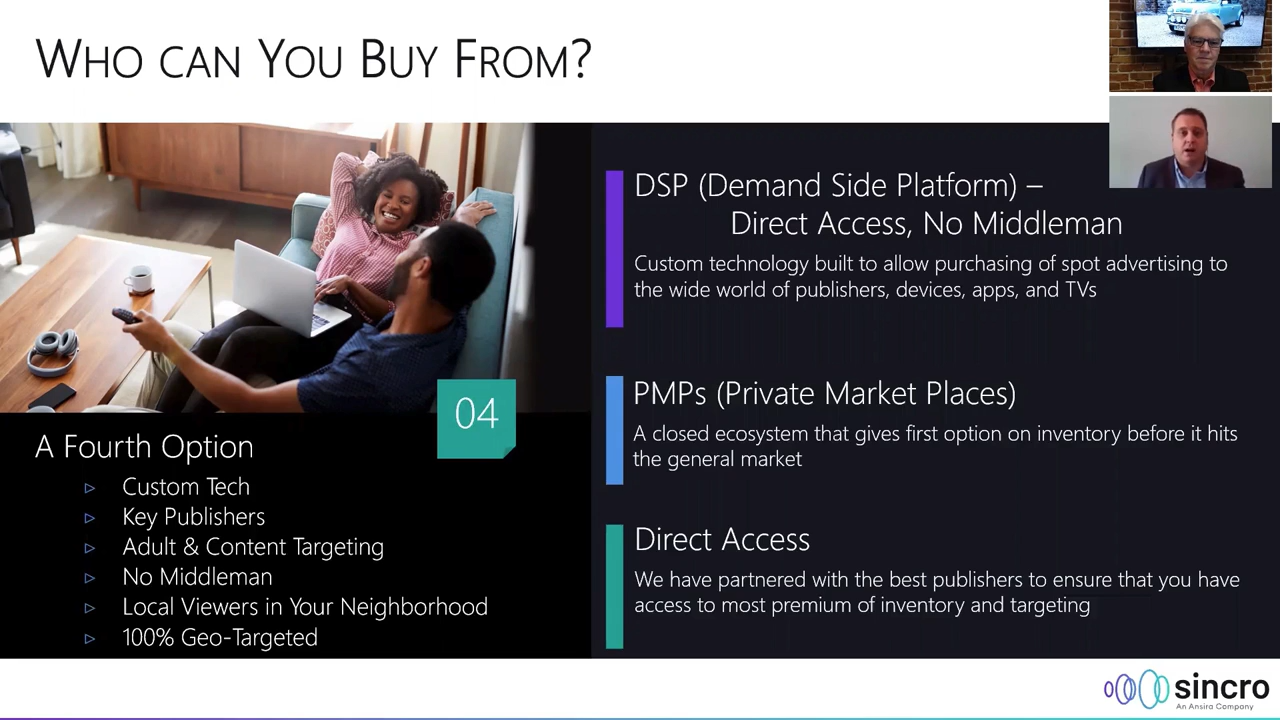 WHO CAN YOU BUY FROM?
04
A Fourth Option
Custom Tech
Key Publishers
Adult & Content Targeting
No Middleman
Local Viewers in Your Neighborhood
100% Geo-Targeted
DSP (Demand Side Platform) –
Direct Access, No Middleman
Custom technology built to allow purchasing of spot advertising to
the wide world of publishers, devices, apps, and TVs
PMPs (Private Market Places)
A closed ecosystem that gives first option on inventory before it hits
the general market
Direct Access
We have partnered with the best publishers to ensure that you have
access to most premium of inventory and targeting
sincro
An Ansira Company